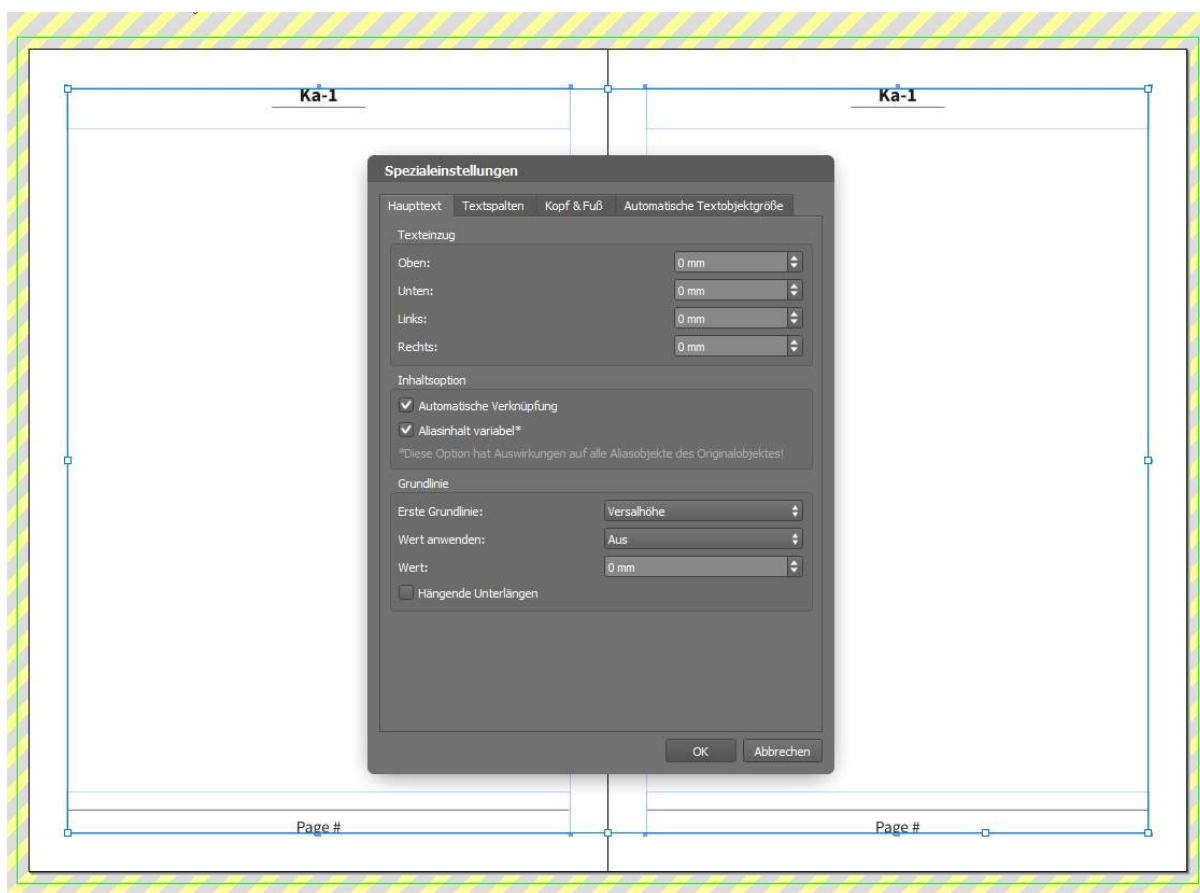 Ka-1
Ka-1
Spezialeinstellungen
Haupttext Textspalten Kopf & Fuß Automatische Textobjektgröße
Texteinzug
Oben: 0 mm
Unten: 0 mm
Links: 0 mm
Rechts: 0 mm
Inhaltsoption
Automatische Verknüpfung
Aliasinhalt variabel*
*Diese Option hat Auswirkungen auf alle Aliasobjekte des Originalobjektes!
Grundlinie
Erste Grundlinie: Versalhöhe
Wert anwenden: Aus
Wert: 0 mm
Hängende Unterlängen
OK Abbrechen
Page #
Page #